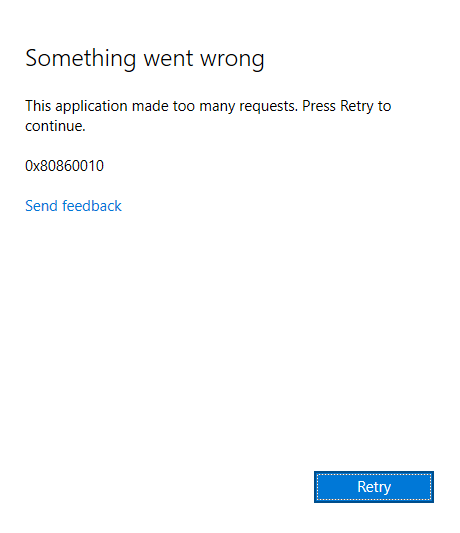 Something went wrong
This application made too many requests. Press Retry to
continue.
0x80860010
Send feedback
Retry